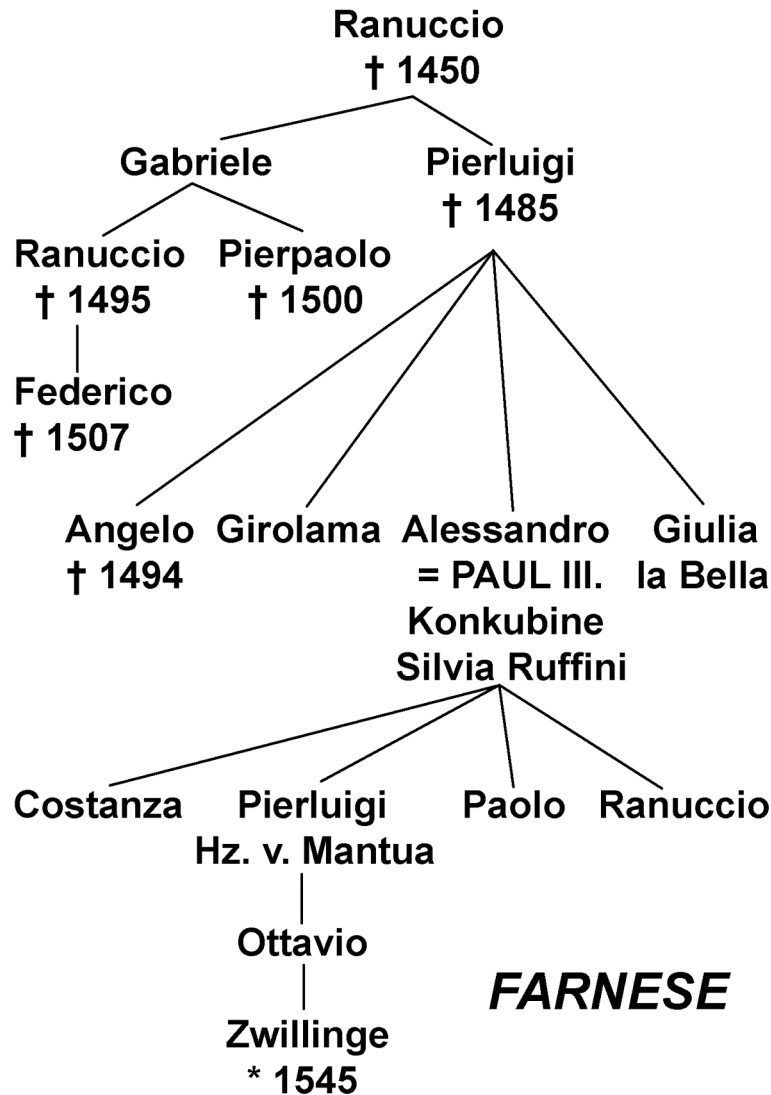 Ranuccio
† 1450
Gabriele
Pierluigi
† 1485
Ranuccio
† 1495
Pierpaolo
† 1500
Federico
† 1507
Angelo
† 1494
Girolama
Alessandro
= PAUL III.
Konkubine
Silvia Ruffini
Giulia
la Bella
Costanza
Pierluigi
Hz. v. Mantua
Paolo
Ranuccio
Ottavio
Zwillinge
* 1545
FARNESE